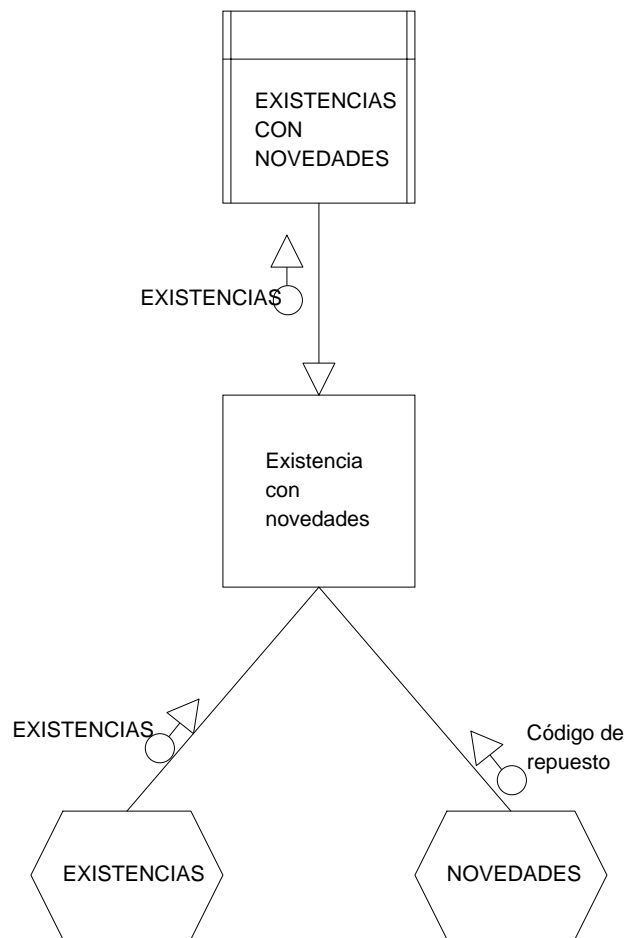 EXISTENCIAS
CON
NOVEDADES
EXISTENCIAS
Existencia
con
novedades
EXISTENCIAS
Código de
repuesto
EXISTENCIAS
NOVEDADES